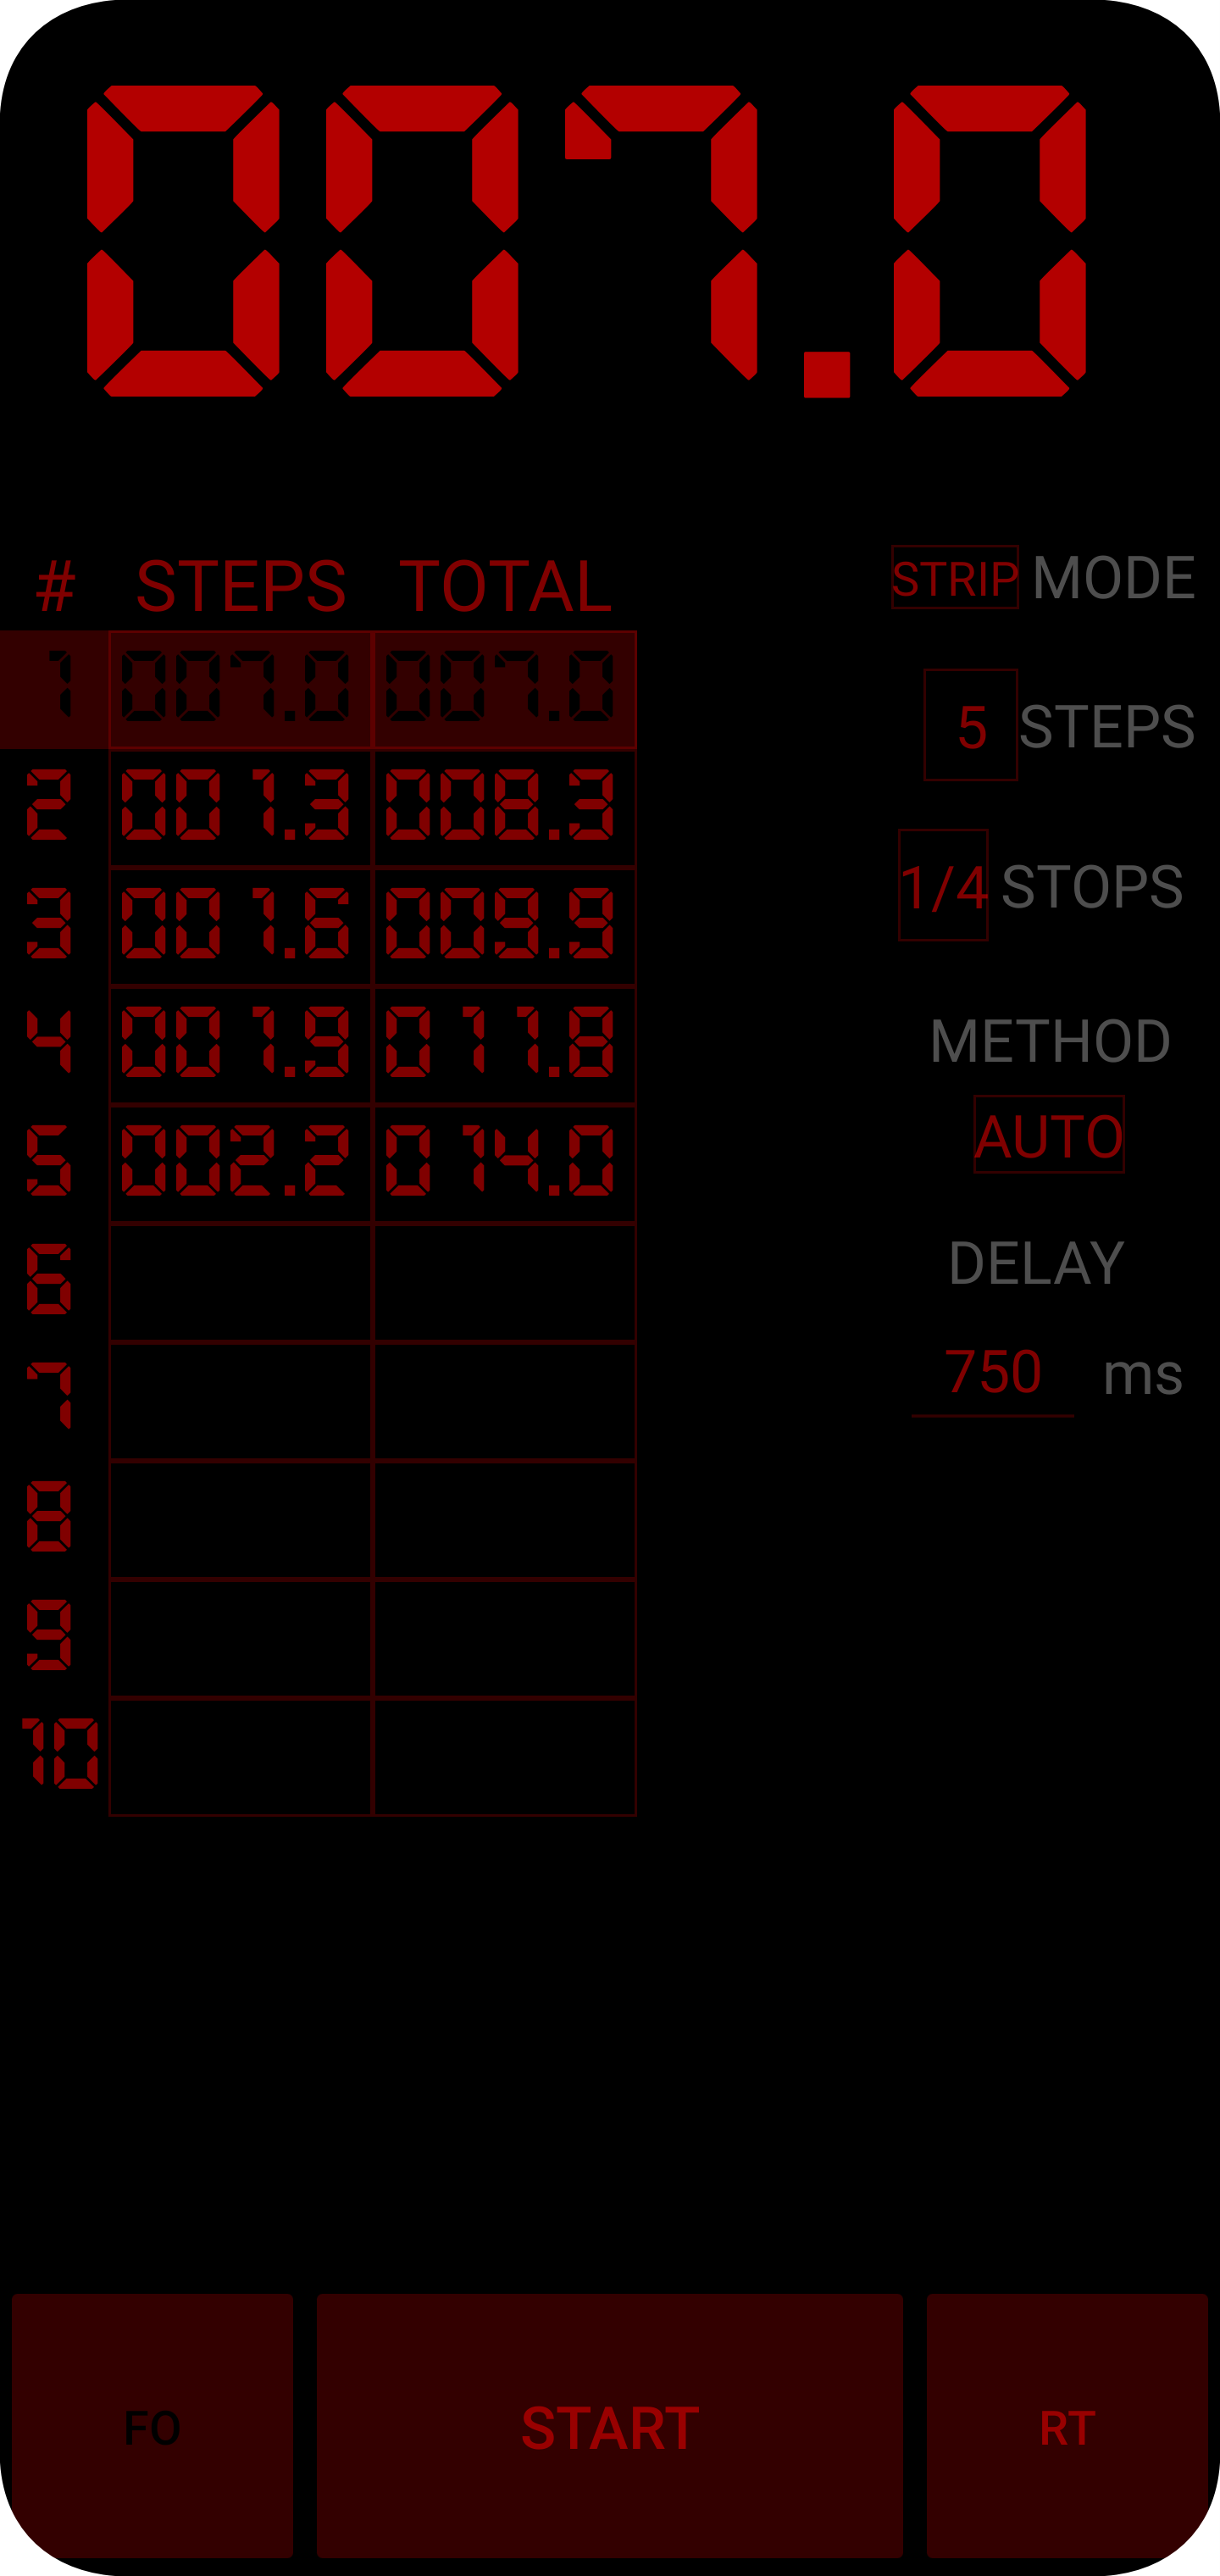 007.0
# STEPS TOTAL
1 007.0 007.0
2 001.3 008.3
3 001.6 009.9
4 001.9 011.8
5 002.2 014.0
6
7
8
9
10
STRIP MODE
5 STEPS
1/4 STOPS
METHOD
AUTO
DELAY
750 ms
FO START RT